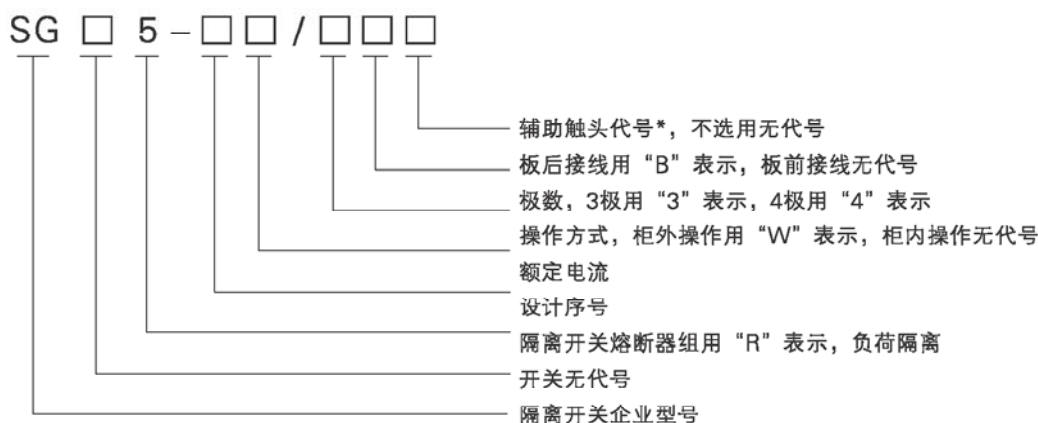 SG □ 5 – □ □ / □ □ □
辅助触头代号*，不选用无代号
板后接线用“B”表示，板前接线无代号
极数，3极用“3”表示，4极用“4”表示
操作方式，柜外操作用“W”表示，柜内操作无代号
额定电流
设计序号
隔离开关熔断器组用“R”表示，负荷隔离
开关无代号
隔离开关企业型号